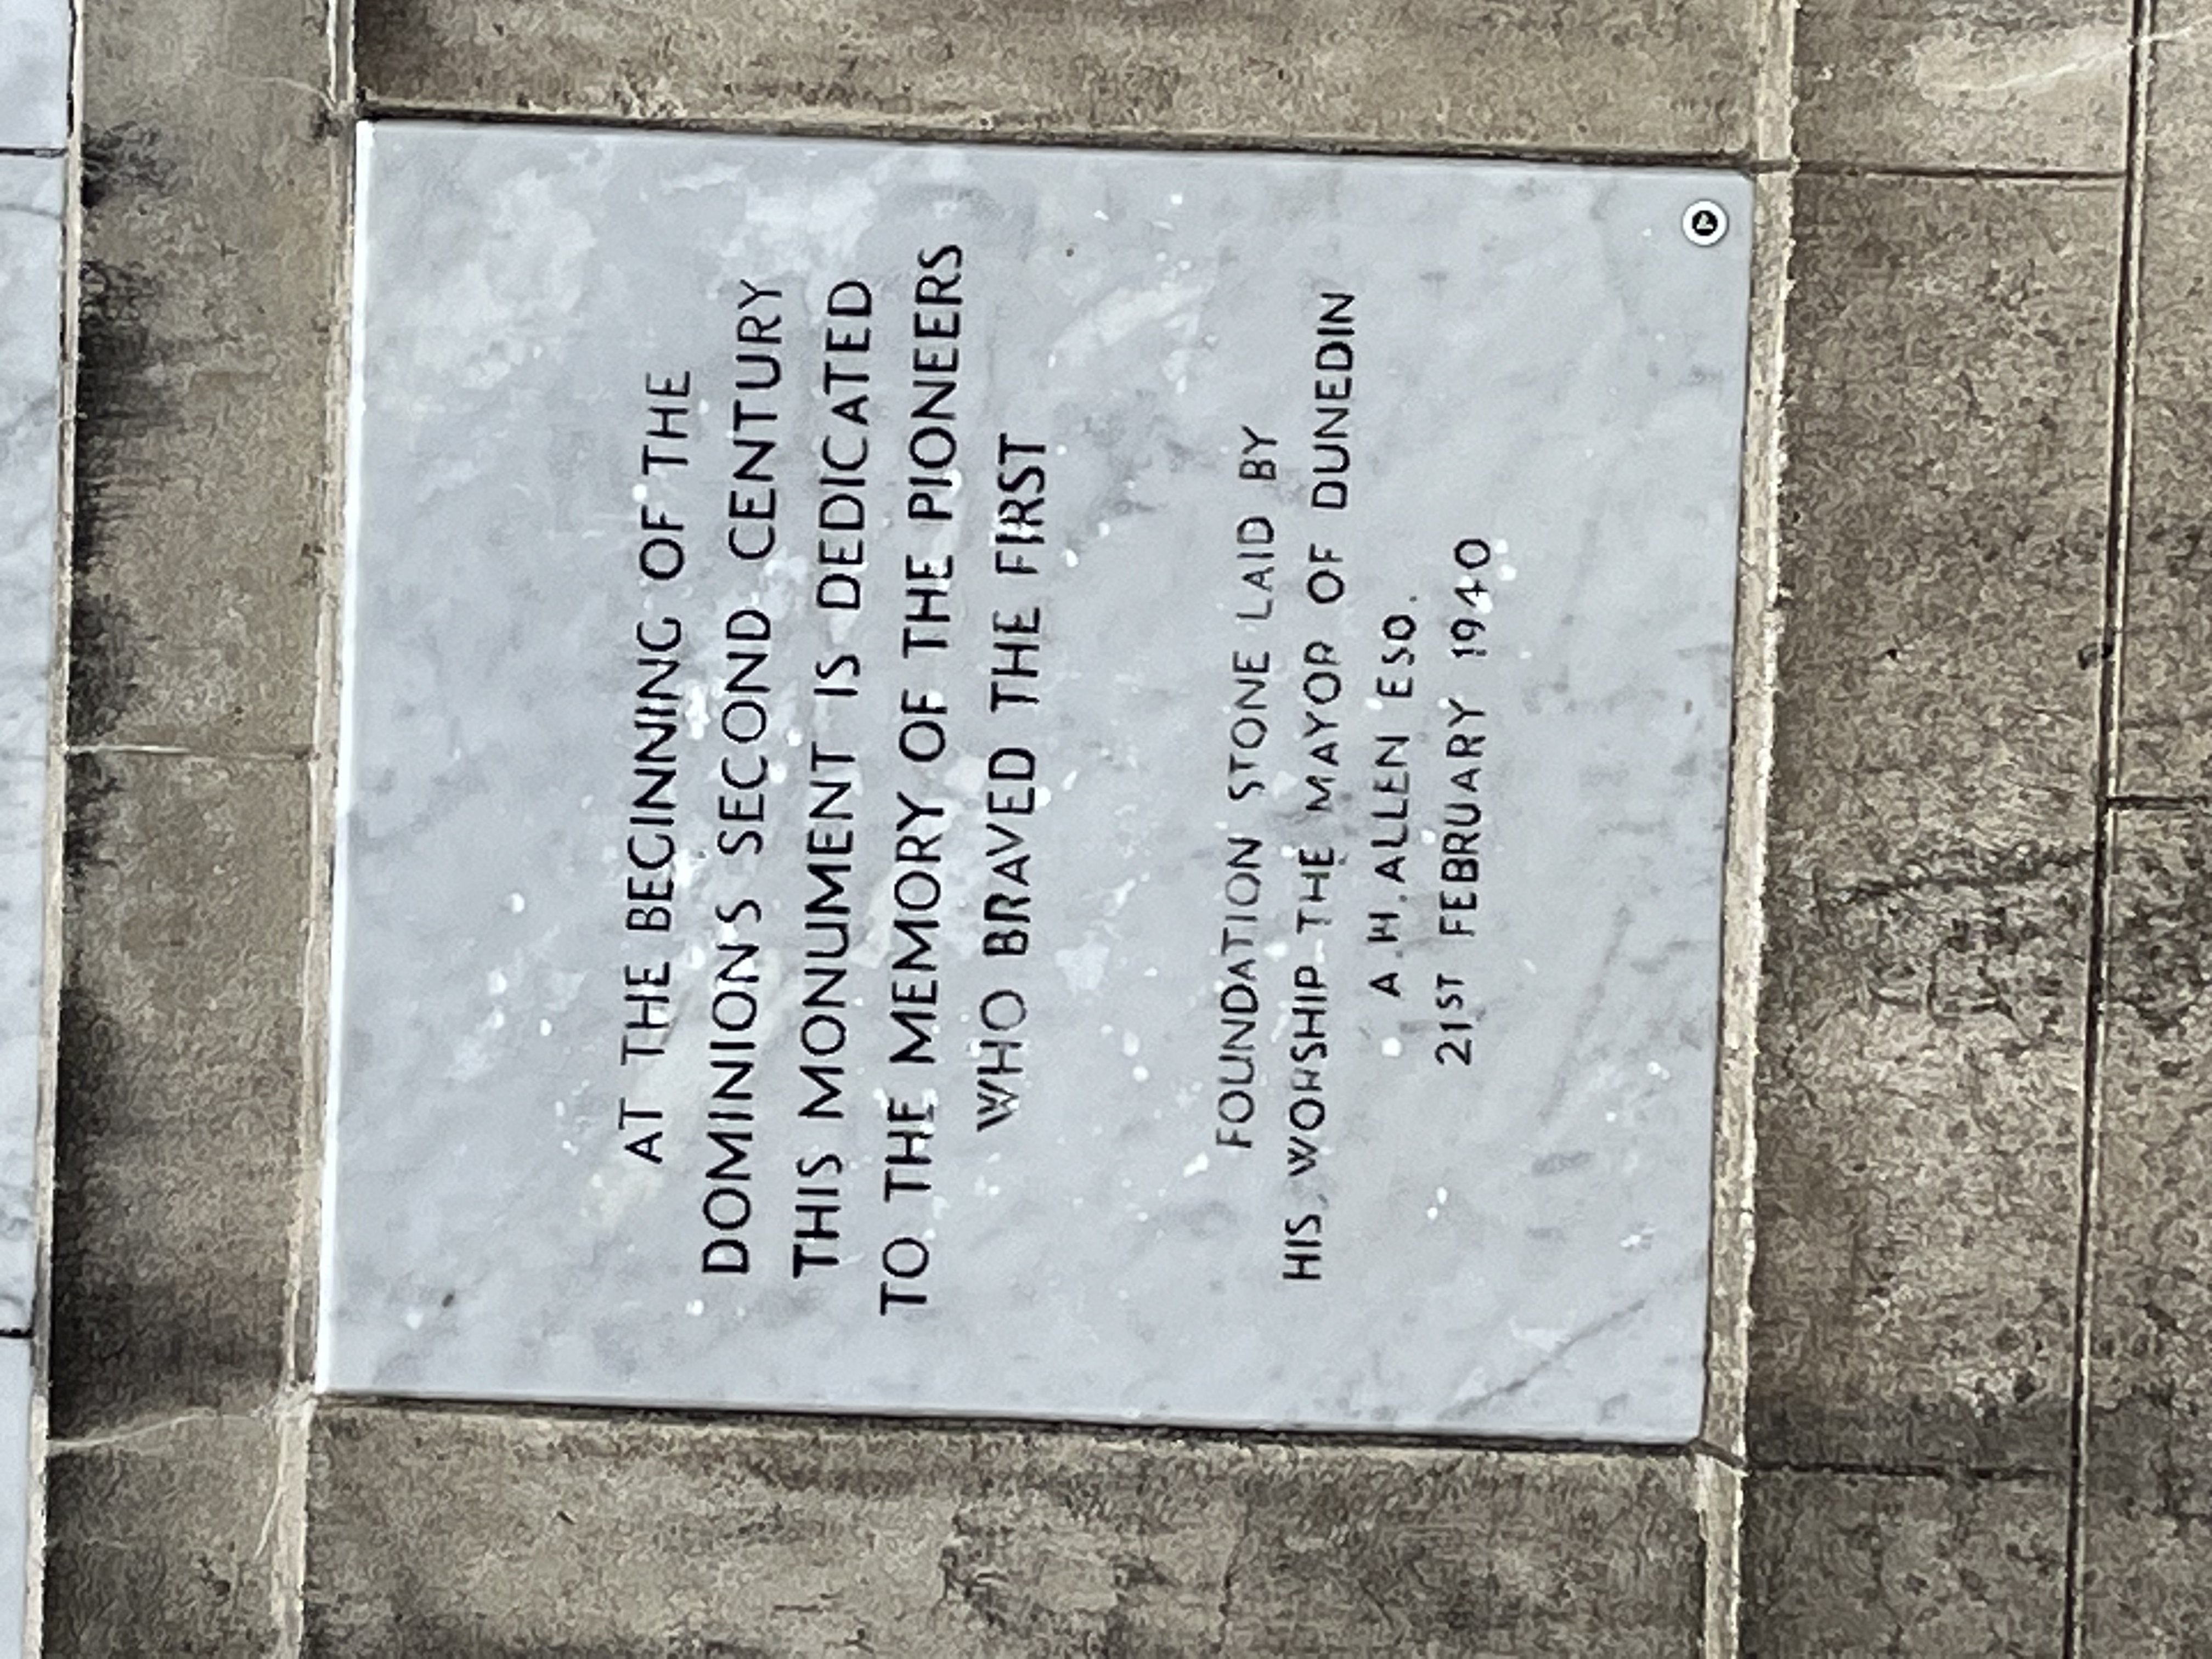 AT THE BEGINNING OF THE
DOMINIONS SECOND CENTURY
THIS MONUMENT IS DEDICATED
TO THE MEMORY OF THE PIONEERS
WHO BRAVED THE FIRST
FOUNDATION STONE LAID BY
HIS WORSHIP THE MAYOR OF DUNEDIN
A.H.ALLEN ESQ.
21ST FEBRUARY 1940